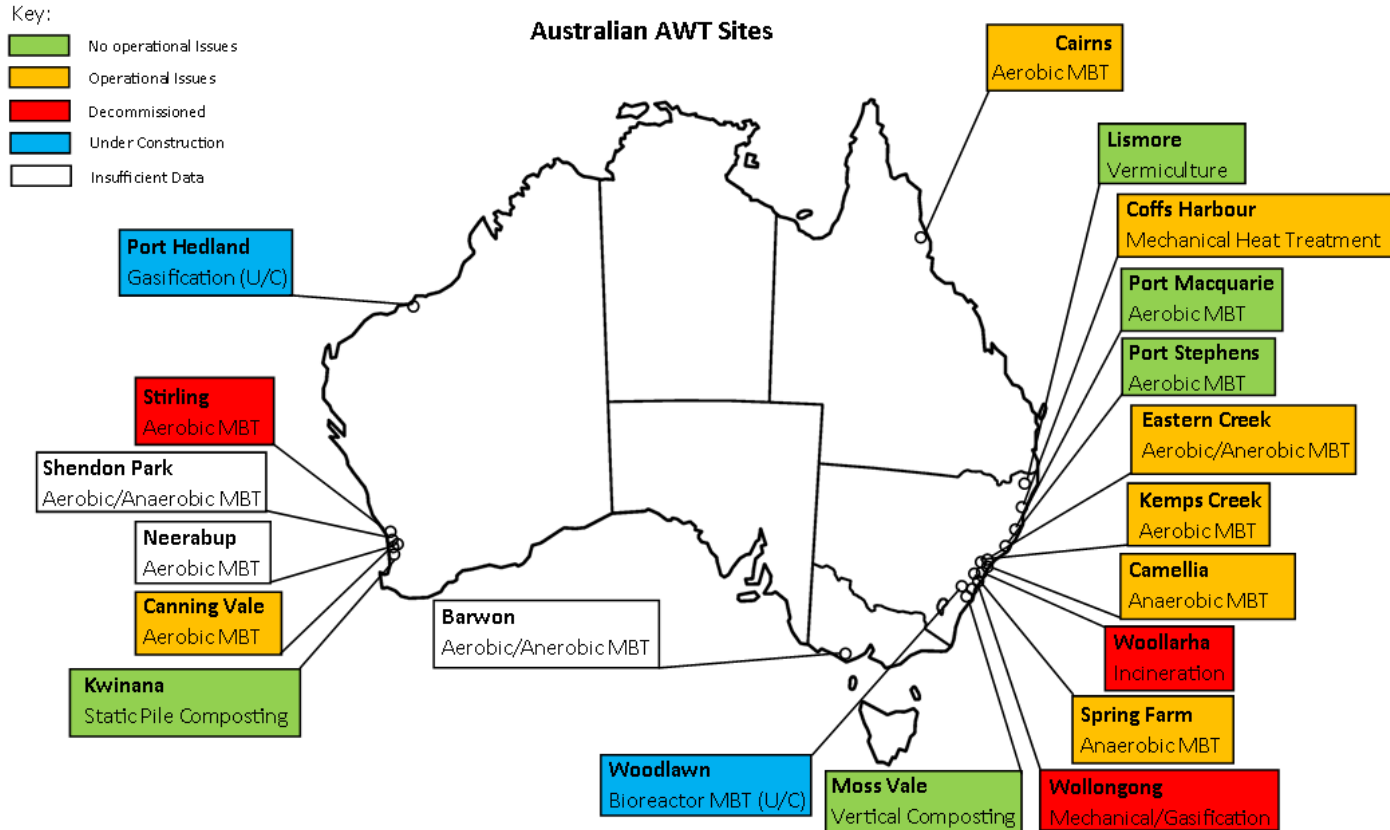 Key:
No operational Issues
Operational Issues
Decommissioned
Under Construction
Insufficient Data
Australian AWT Sites
Cairns
Aerobic MBT
Lismore
Vermiculture
Coffs Harbour
Mechanical Heat Treatment
Port Macquarie
Aerobic MBT
Port Stephens
Aerobic MBT
Eastern Creek
Aerobic/Anerobic MBT
Kemps Creek
Aerobic MBT
Camellia
Anaerobic MBT
Woollarha
Incineration
Spring Farm
Anaerobic MBT
Wollongong
Mechanical/Gasification
Moss Vale
Vertical Composting
Woodlawn
Bioreactor MBT (U/C)
Barwon
Aerobic/Anerobic MBT
Port Hedland
Gasification (U/C)
Stirling
Aerobic MBT
Shendon Park
Aerobic/Anaerobic MBT
Neerabup
Aerobic MBT
Canning Vale
Aerobic MBT
Kwinana
Static Pile Composting